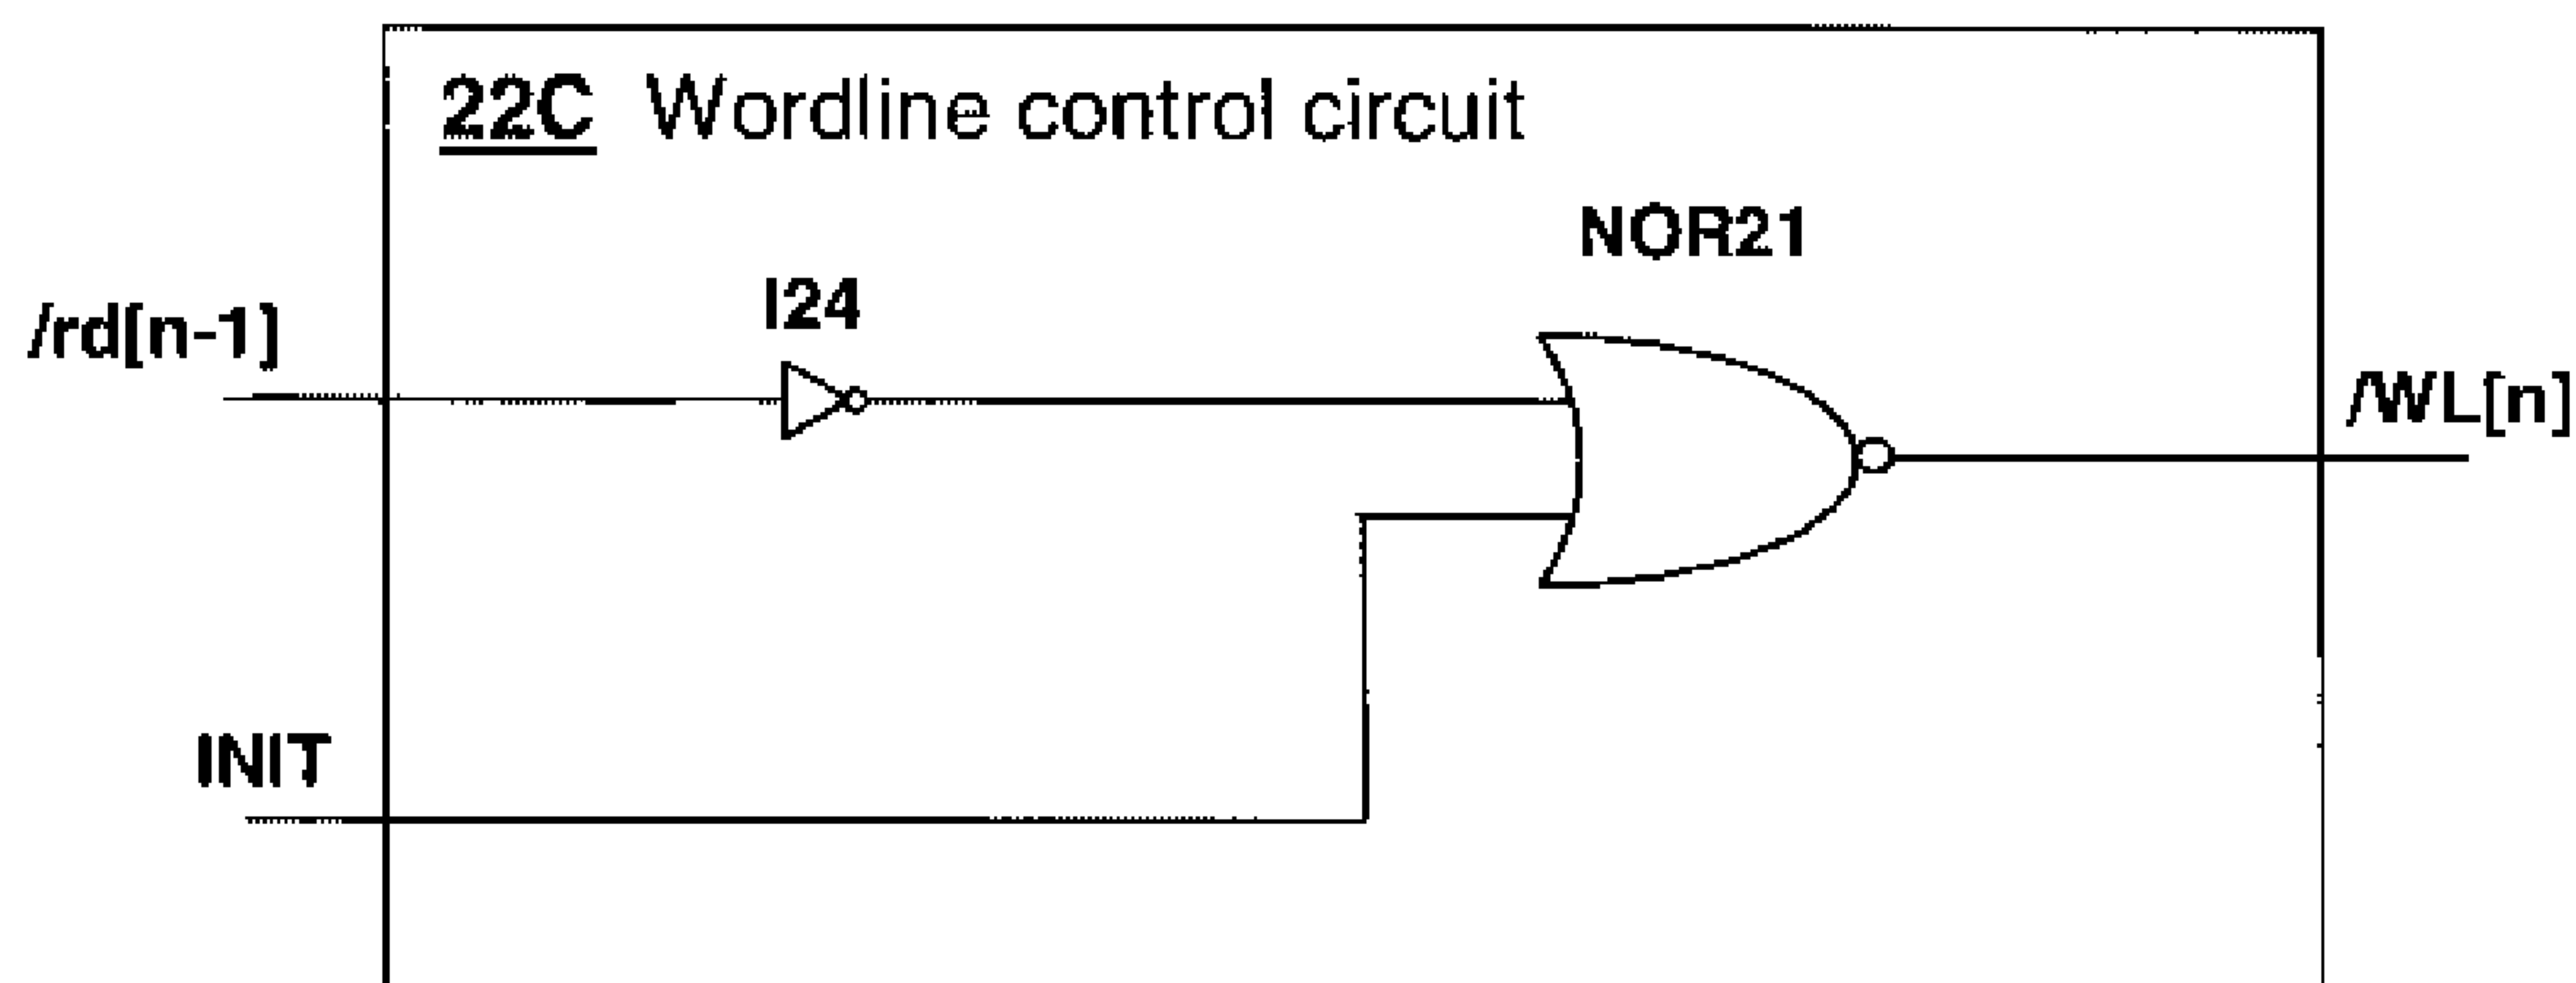 22C Wordline control circuit
NOR21
I24
/rd[n-1]
/WL[n]
INIT